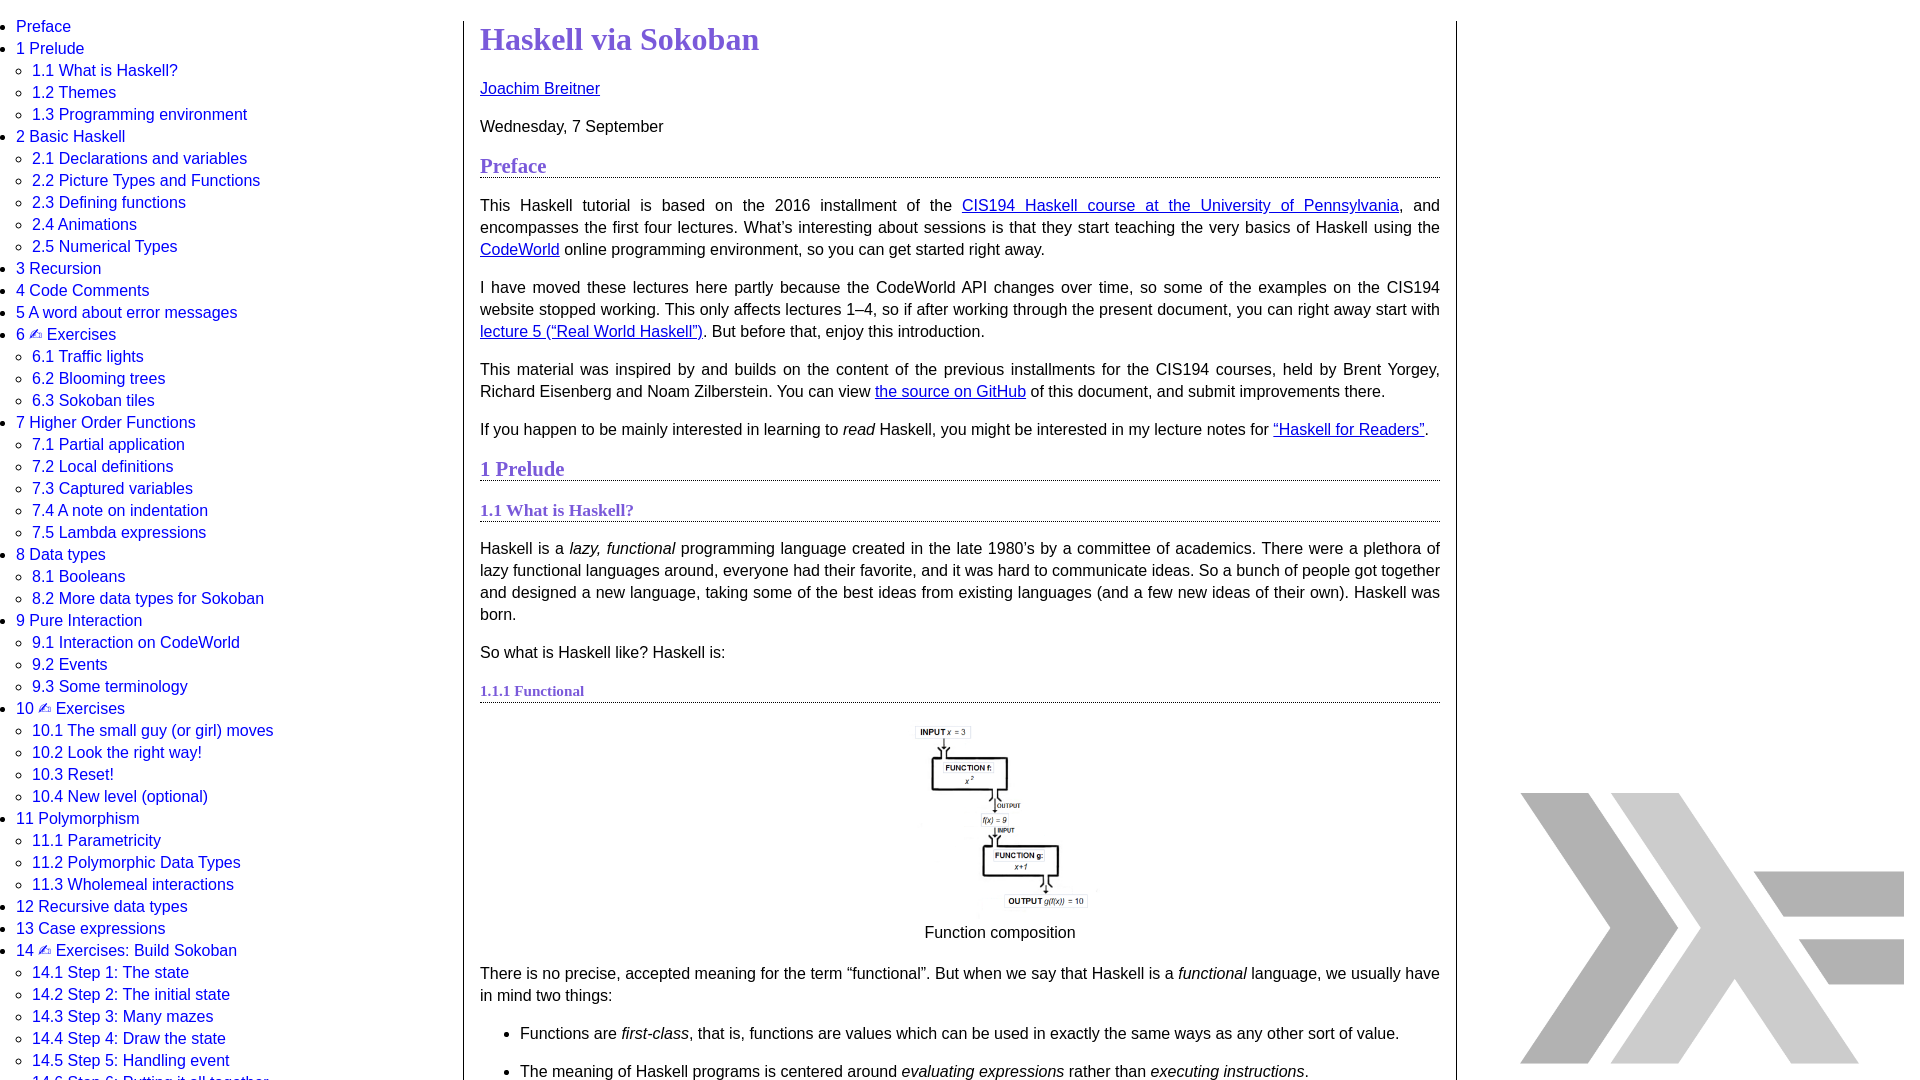 Preface
1 Prelude
1.1 What is Haskell?
1.2 Themes
1.3 Programming environment
2 Basic Haskell
2.1 Declarations and variables
2.2 Picture Types and Functions
2.3 Defining functions
2.4 Animations
2.5 Numerical Types
3 Recursion
4 Code Comments
5 A word about error messages
6 ✍ Exercises
6.1 Traffic lights
6.2 Blooming trees
6.3 Sokoban tiles
7 Higher Order Functions
7.1 Partial application
7.2 Local definitions
7.3 Captured variables
7.4 A note on indentation
7.5 Lambda expressions
8 Data types
8.1 Booleans
8.2 More data types for Sokoban
9 Pure Interaction
9.1 Interaction on CodeWorld
9.2 Events
9.3 Some terminology
10 ✍ Exercises
10.1 The small guy (or girl) moves
10.2 Look the right way!
10.3 Reset!
10.4 New level (optional)
11 Polymorphism
11.1 Parametricity
11.2 Polymorphic Data Types
11.3 Wholemeal interactions
12 Recursive data types
13 Case expressions
14 ✍ Exercises: Build Sokoban
14.1 Step 1: The state
14.2 Step 2: The initial state
14.3 Step 3: Many mazes
14.4 Step 4: Draw the state
14.5 Step 5: Handling event
14.6 Step 6: Putting it all together
Haskell via Sokoban
Joachim Breitner
Wednesday, 7 September
Preface
This Haskell tutorial is based on the 2016 installment of the CIS194 Haskell course at the University of Pennsylvania, and
encompasses the first four lectures. What’s interesting about sessions is that they start teaching the very basics of Haskell using the
CodeWorld online programming environment, so you can get started right away.
I have moved these lectures here partly because the CodeWorld API changes over time, so some of the examples on the CIS194
website stopped working. This only affects lectures 1–4, so if after working through the present document, you can right away start with
lecture 5 (“Real World Haskell”). But before that, enjoy this introduction.
This material was inspired by and builds on the content of the previous installments for the CIS194 courses, held by Brent Yorgey,
Richard Eisenberg and Noam Zilberstein. You can view the source on GitHub of this document, and submit improvements there.
If you happen to be mainly interested in learning to read Haskell, you might be interested in my lecture notes for “Haskell for Readers”.
1 Prelude
1.1 What is Haskell?
Haskell is a lazy, functional programming language created in the late 1980’s by a committee of academics. There were a plethora of
lazy functional languages around, everyone had their favorite, and it was hard to communicate ideas. So a bunch of people got together
and designed a new language, taking some of the best ideas from existing languages (and a few new ideas of their own). Haskell was
born.
So what is Haskell like? Haskell is:
1.1.1 Functional
INPUT x = 3
FUNCTION f:
x 2
OUTPUT
f(x) = 9
INPUT
FUNCTION g:
x+1
OUTPUT g(f(x)) = 10
Function composition
There is no precise, accepted meaning for the term “functional”. But when we say that Haskell is a functional language, we usually have
in mind two things:
Functions are first-class, that is, functions are values which can be used in exactly the same ways as any other sort of value.
The meaning of Haskell programs is centered around evaluating expressions rather than executing instructions.